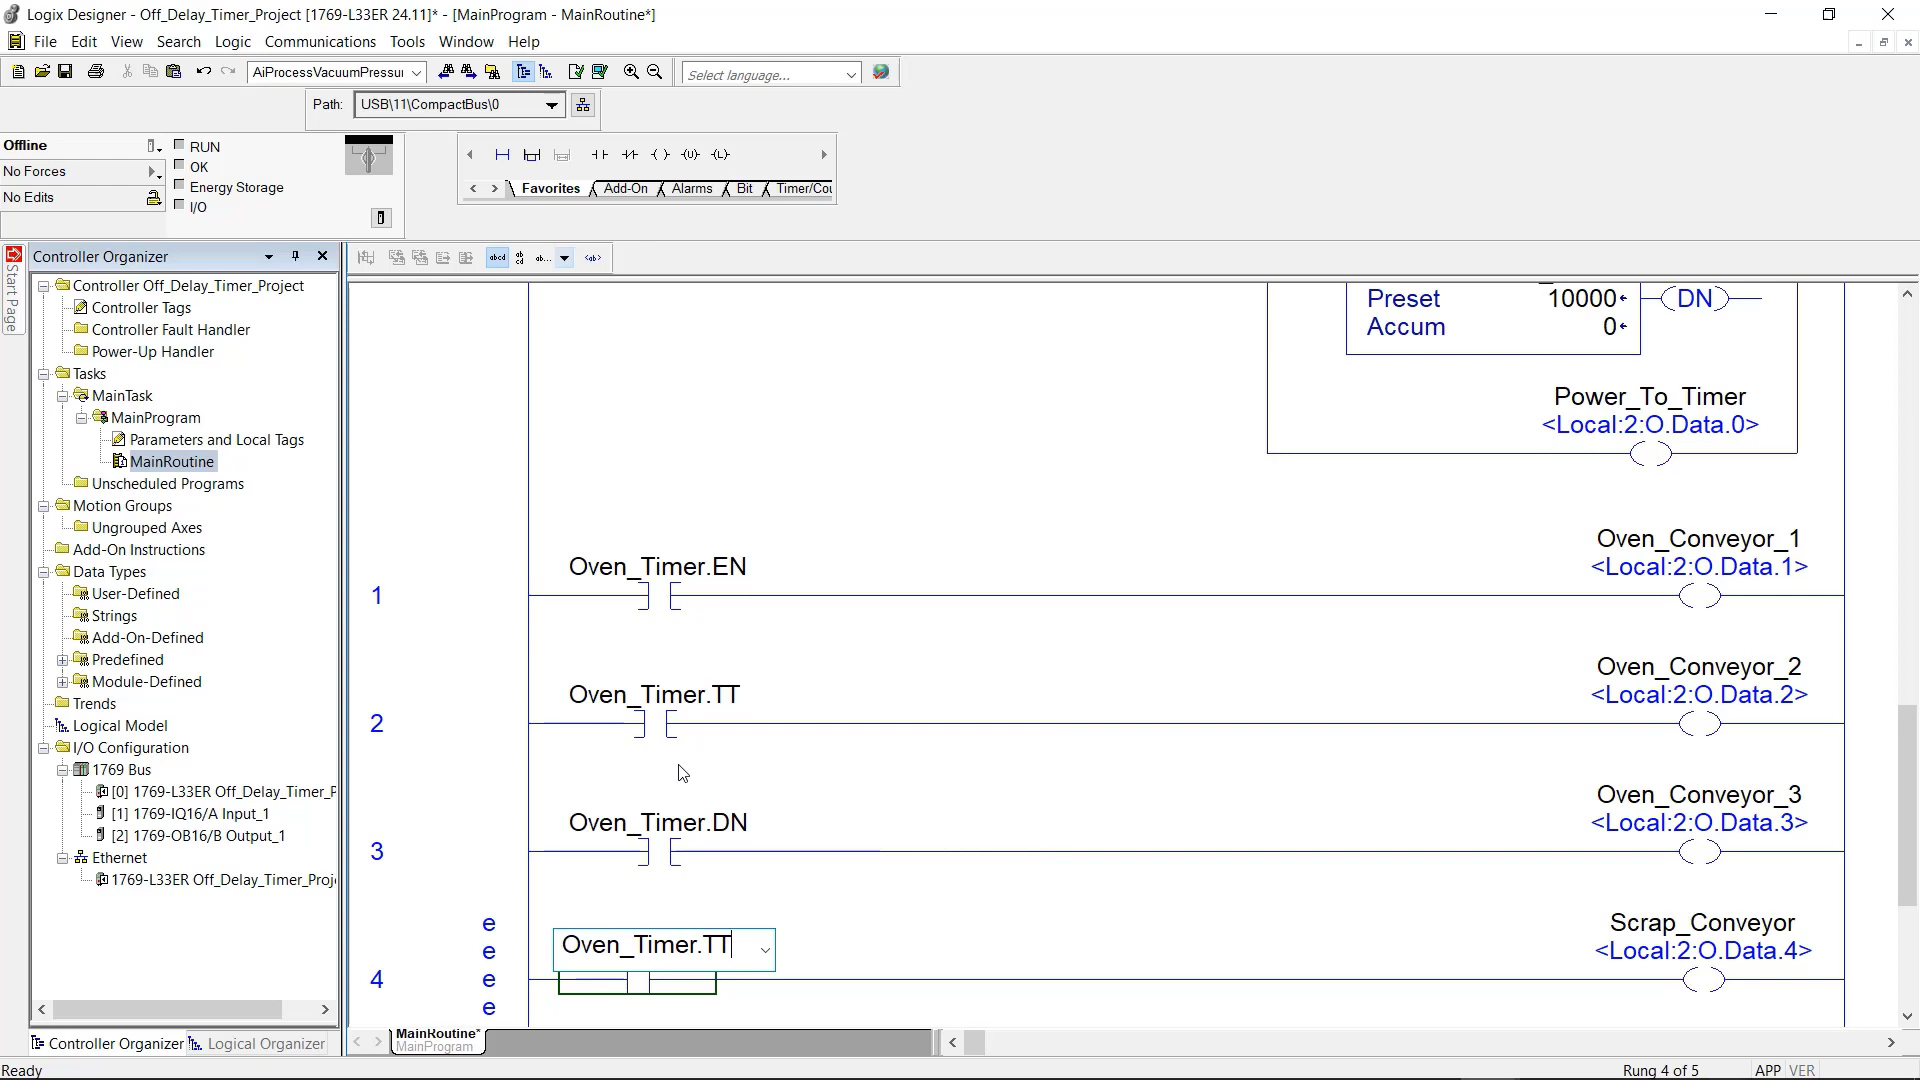 Logix Designer - Off_Delay_Timer_Project [1769-L33ER 24.11]* - [MainProgram - MainRoutine*]
File Edit View Search Logic Communications Tools Window Help
AiProcessVacuumPressur
Select language...
Path: USB\11\CompactBus\0
Offline
No Forces
No Edits
RUN
OK
Energy Storage
I/O
Favorites Add-On Alarms Bit Timer/Cou
Start Page
Controller Organizer
Controller Off_Delay_Timer_Project
Controller Tags
Controller Fault Handler
Power-Up Handler
Tasks
MainTask
MainProgram
Parameters and Local Tags
MainRoutine
Unscheduled Programs
Motion Groups
Ungrouped Axes
Add-On Instructions
Data Types
User-Defined
Strings
Add-On-Defined
Predefined
Module-Defined
Trends
Logical Model
I/O Configuration
1769 Bus
[0] 1769-L33ER Off_Delay_Timer_P
[1] 1769-IQ16/A Input_1
[2] 1769-OB16/B Output_1
Ethernet
1769-L33ER Off_Delay_Timer_Proj
Controller Organizer Logical Organizer
abcd ab cd ab... <ab>
Preset 10000 DN
Accum 0
Power_To_Timer
<Local:2:O.Data.0>
1
Oven_Timer.EN
Oven_Conveyor_1
<Local:2:O.Data.1>
2
Oven_Timer.TT
Oven_Conveyor_2
<Local:2:O.Data.2>
3
Oven_Timer.DN
Oven_Conveyor_3
<Local:2:O.Data.3>
e
e
e
e
4
Oven_Timer.TT
Scrap_Conveyor
<Local:2:O.Data.4>
MainRoutine*
MainProgram
Ready
Rung 4 of 5 APP VER